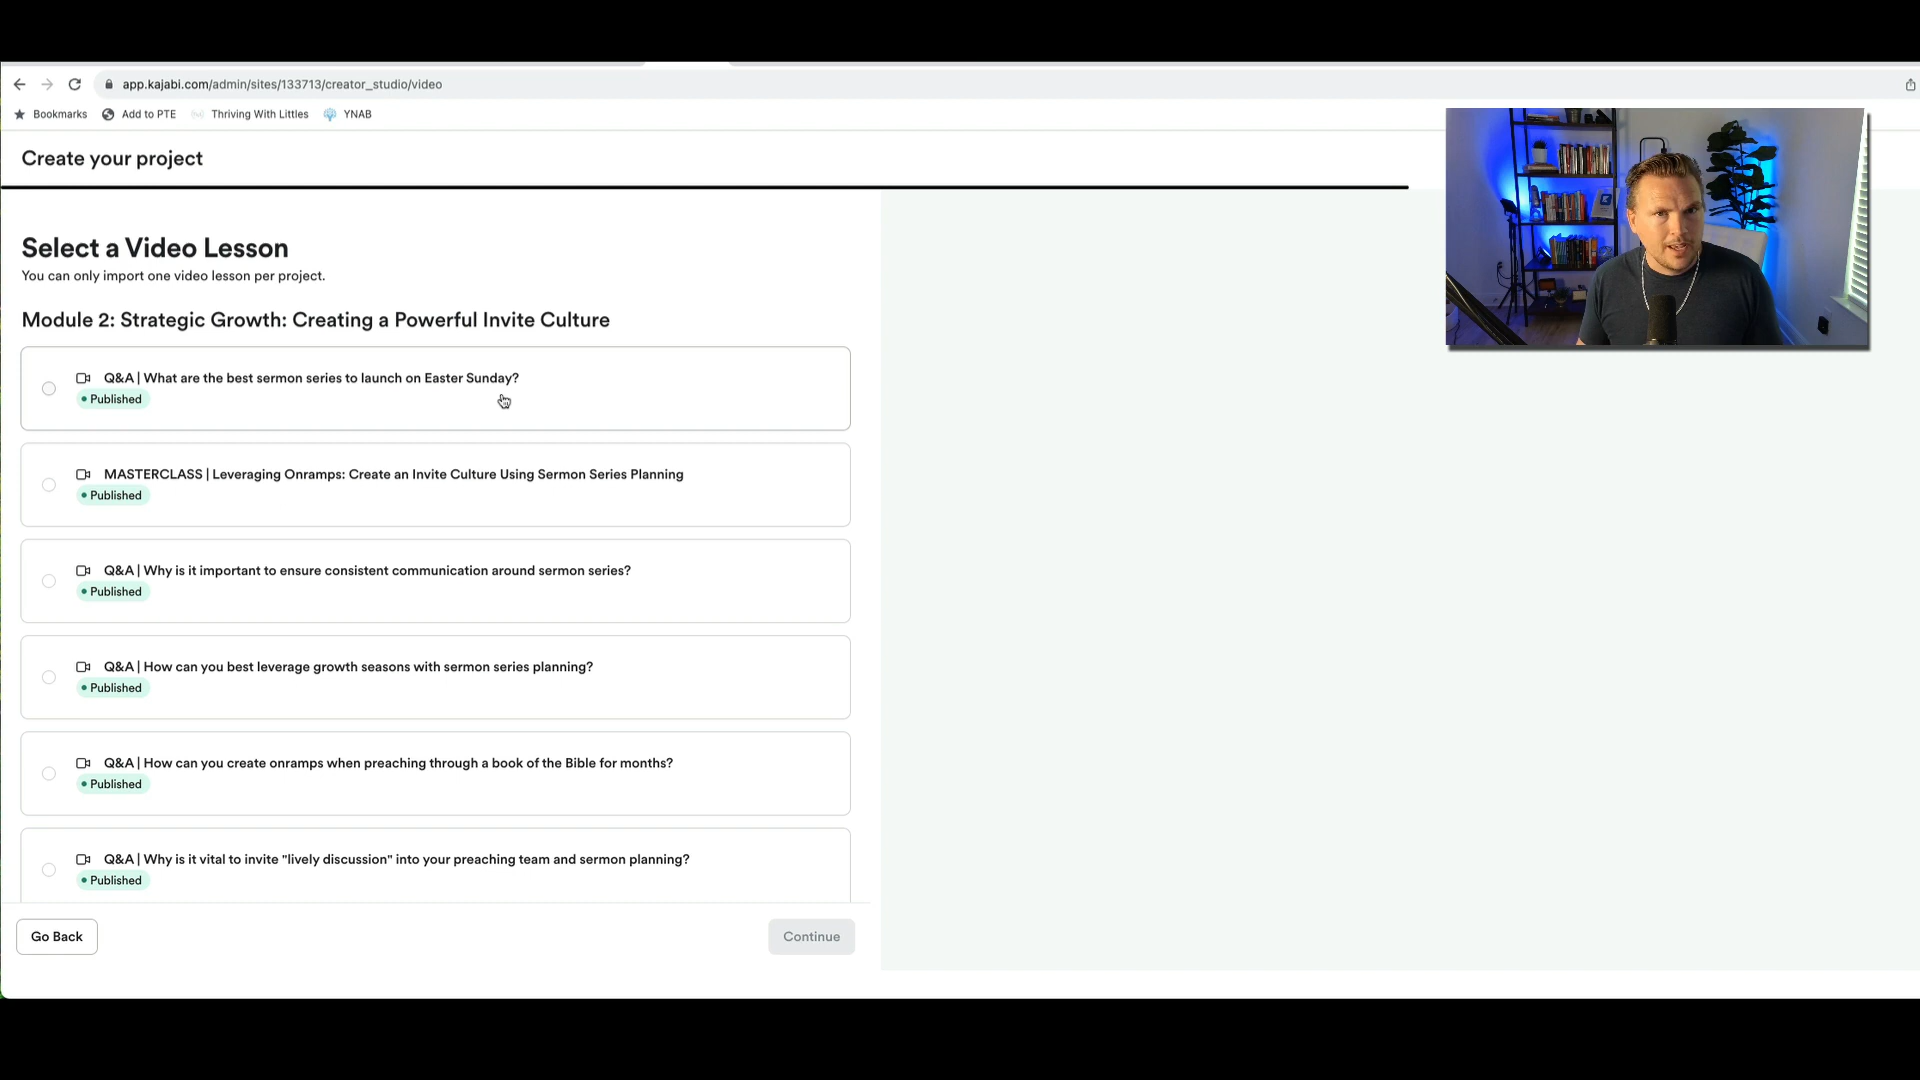 app.kajabi.com/admin/sites/133713/creator_studio/video
Bookmarks Add to PTE Thriving With Littles YNAB
Create your project
Select a Video Lesson
You can only import one video lesson per project.
Module 2: Strategic Growth: Creating a Powerful Invite Culture
Q&A | What are the best sermon series to launch on Easter Sunday?
Published
MASTERCLASS | Leveraging Onramps: Create an Invite Culture Using Sermon Series Planning
Published
Q&A | Why is it important to ensure consistent communication around sermon series?
Published
Q&A | How can you best leverage growth seasons with sermon series planning?
Published
Q&A | How can you create onramps when preaching through a book of the Bible for months?
Published
Q&A | Why is it vital to invite "lively discussion" into your preaching team and sermon planning?
Published
Go Back Continue